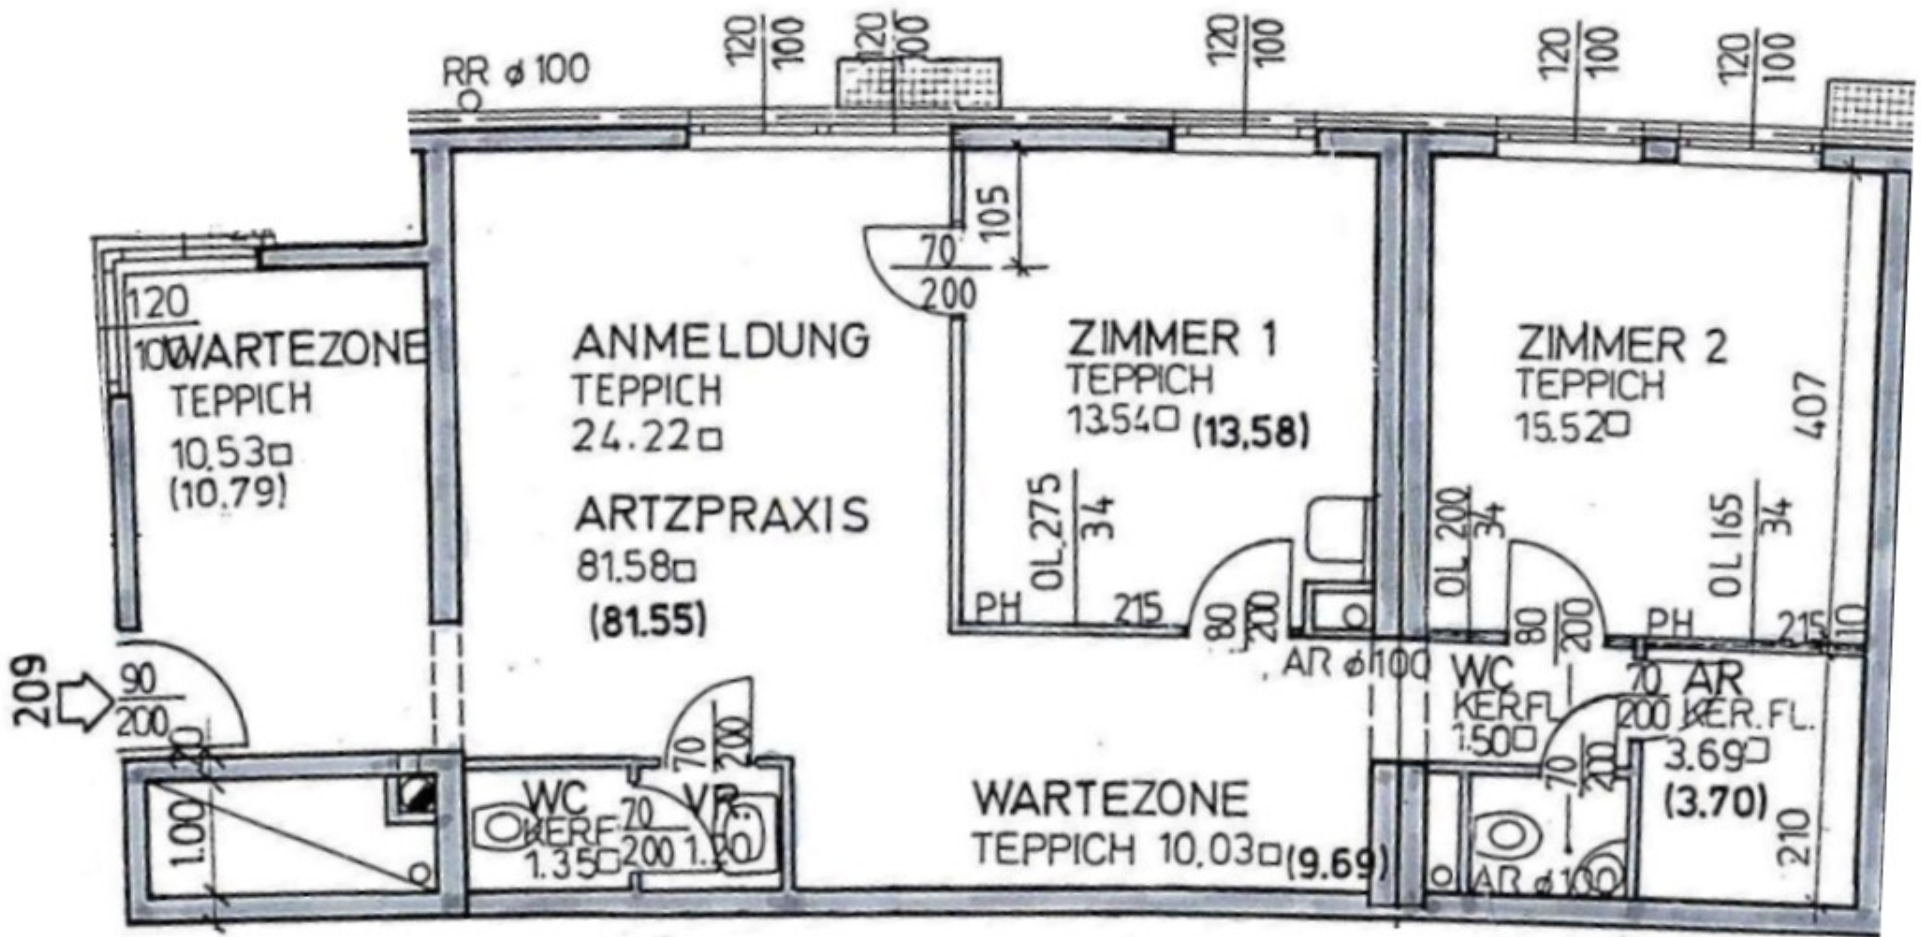 RR ø 100
120
100
120
100
120
100
120
100
120
100
120
WARTEZONE
TEPPICH
10.53□
(10.79)
ANMELDUNG
TEPPICH
24.22□
ARTZPRAXIS
81.58□
(81.55)
70
200
105
ZIMMER 1
TEPPICH
13.54□ (13,58)
OL 275
34
PH
215
80
200
AR ø 100
ZIMMER 2
TEPPICH
15.52□
407
OL 200
34
OL 165
34
80
200
PH
215
10
209
90
200
20
1.00
70
200
WC
KER.F
1.35□
70
200
VR
1.20
WARTEZONE
TEPPICH 10,03□ (9.69)
WC
KER.FL
1.50□
70
200
70
200
AR
KER.FL.
3.69□
(3.70)
210
AR ø 100